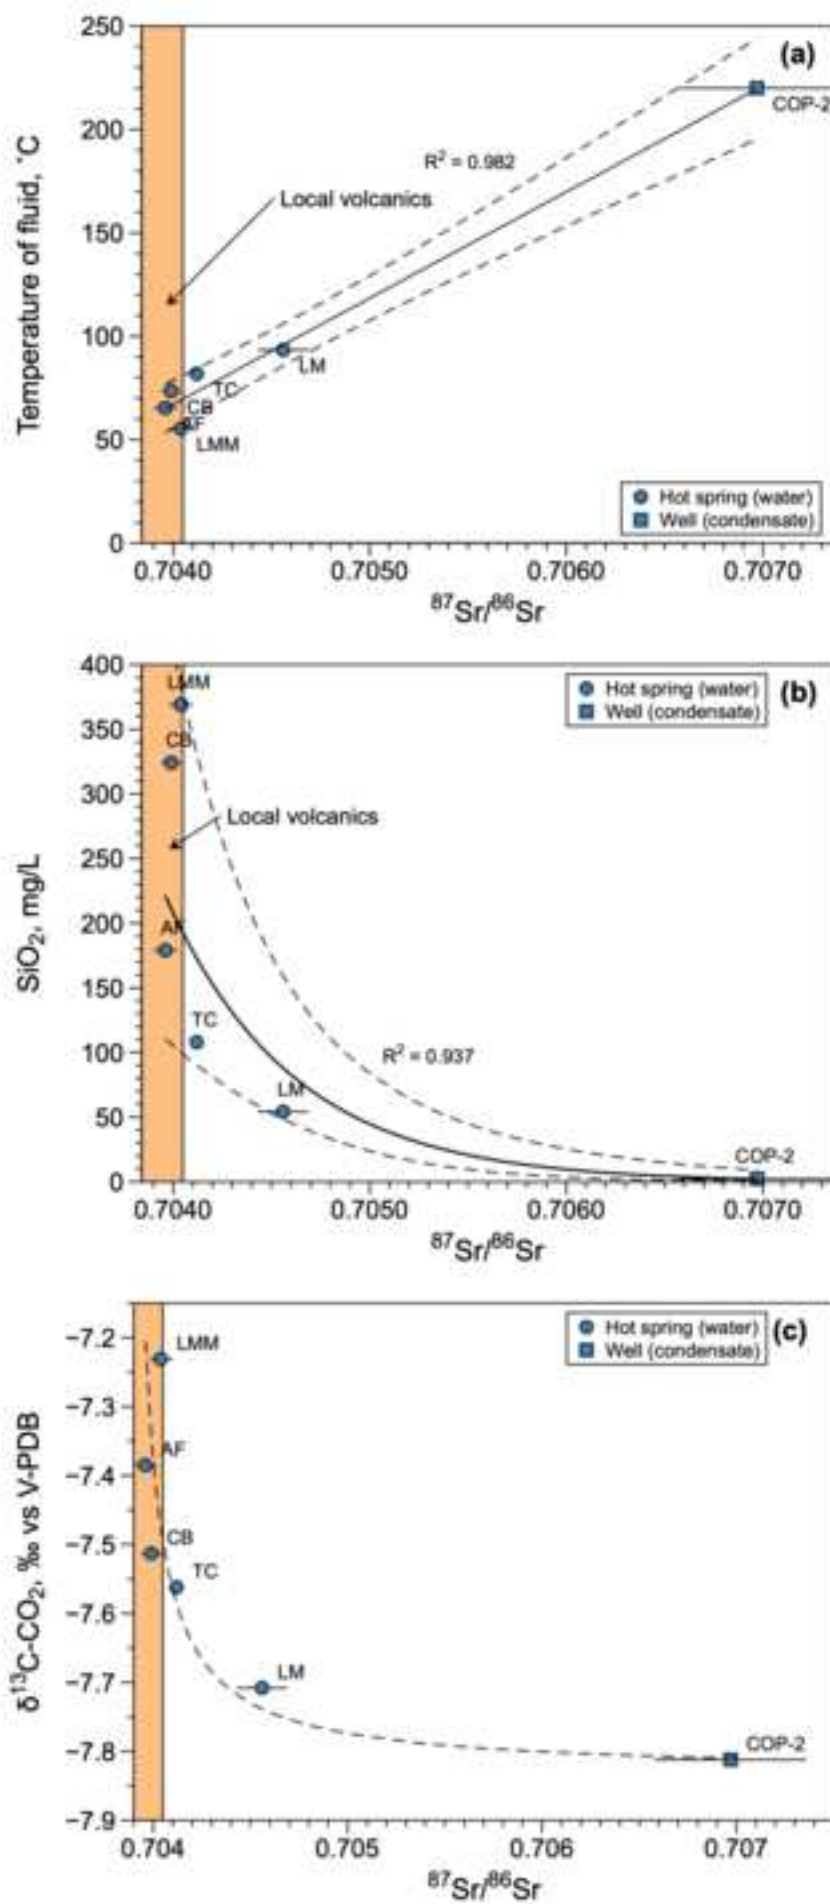 250
(a)
COP-2
200
R² = 0.982
Local volcanics
150
Temperature of fluid, °C
100
LM
TC
CB
AF
50
LMM
Hot spring (water)
Well (condensate)
0
0.7040 0.7050 0.7060 0.7070
⁸⁷Sr/⁸⁶Sr
400
LMM
Hot spring (water)
(b)
Well (condensate)
350
CB
300
Local volcanics
250
SiO₂, mg/L
200
AF
150
TC
100
R² = 0.937
LM
50
COP-2
0
0.7040 0.7050 0.7060 0.7070
⁸⁷Sr/⁸⁶Sr
−7.2
LMM
Hot spring (water)
(c)
Well (condensate)
−7.3
AF
−7.4
−7.5
CB
TC
δ¹³C-CO₂, ‰ vs V-PDB
−7.6
−7.7
LM
−7.8
COP-2
−7.9
0.704 0.705 0.706 0.707
⁸⁷Sr/⁸⁶Sr